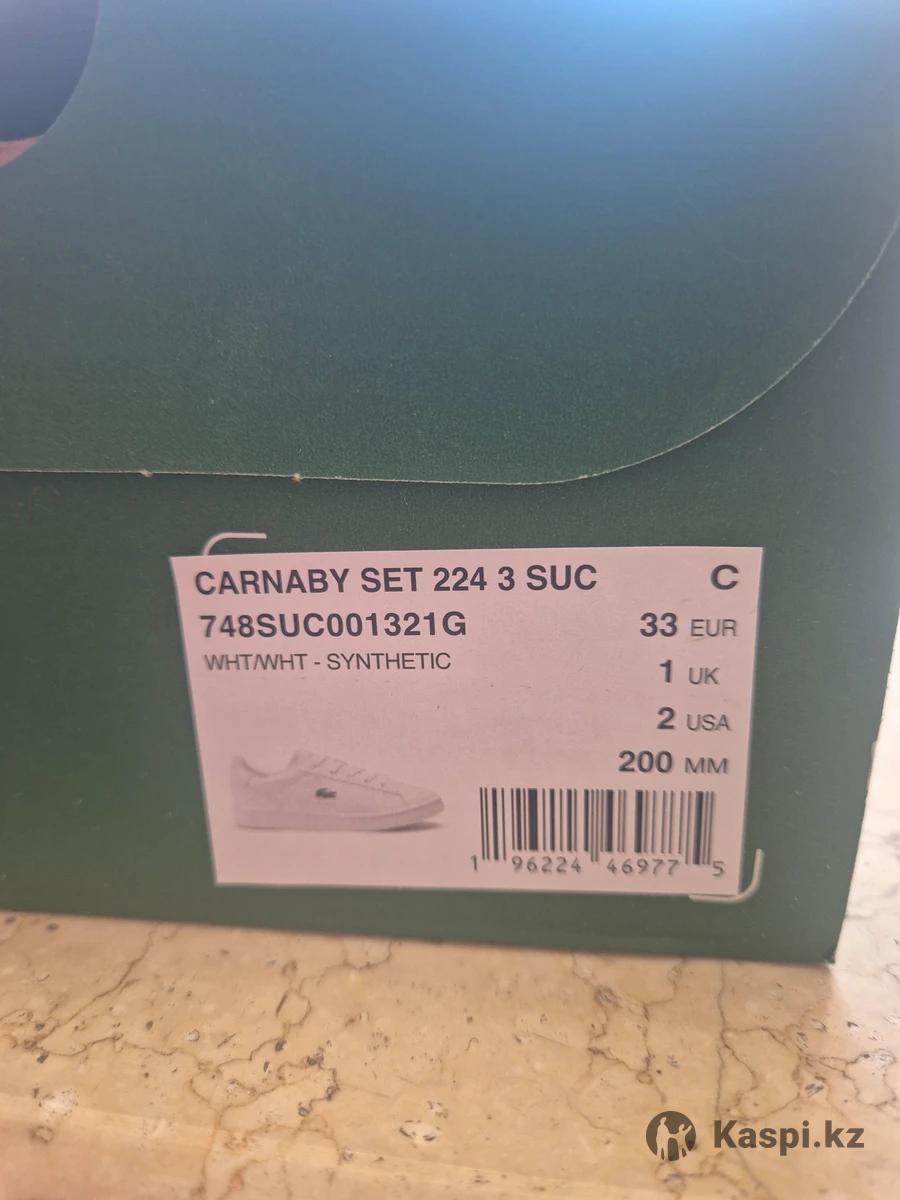 CARNABY SET 224 3 SUC C
748SUC001321G 33 EUR
WHT/WHT - SYNTHETIC 1 UK
2 USA
200 MM
1 96224 46977 5
Kaspi.kz